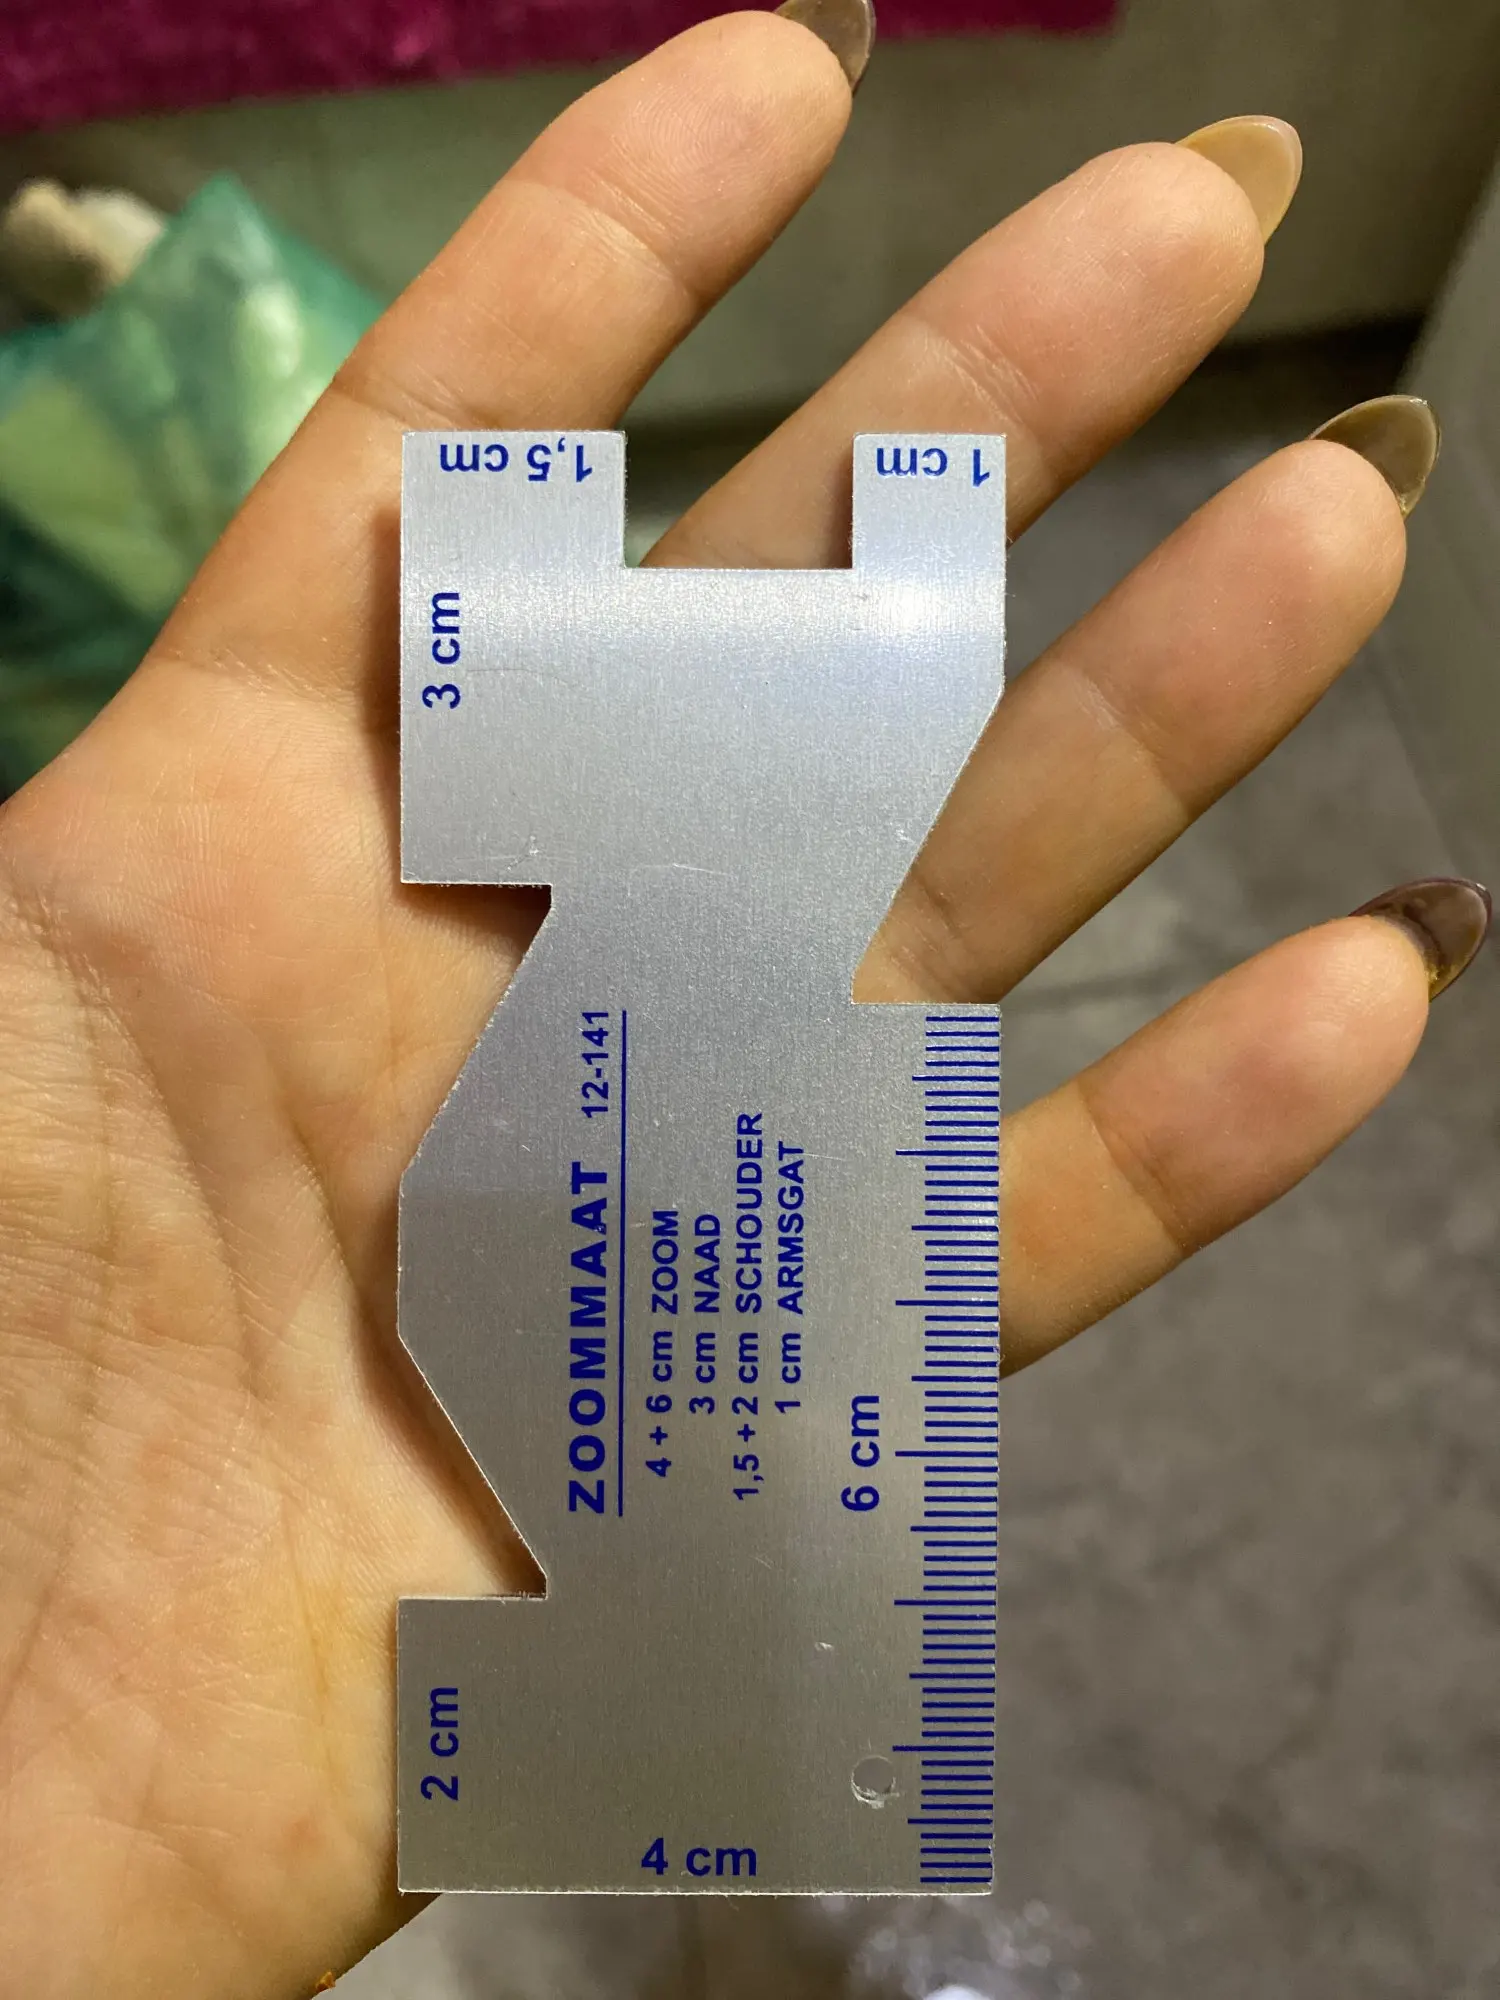 1,5 cm
1 cm
3 cm
ZOOMMAAT 12-141
4 + 6 cm ZOOM
3 cm NAAD
1,5 + 2 cm SCHOUDER
1 cm ARMSGAT
6 cm
2 cm
4 cm